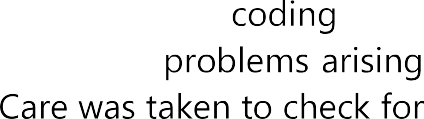 coding
problems arising
Care was taken to check for